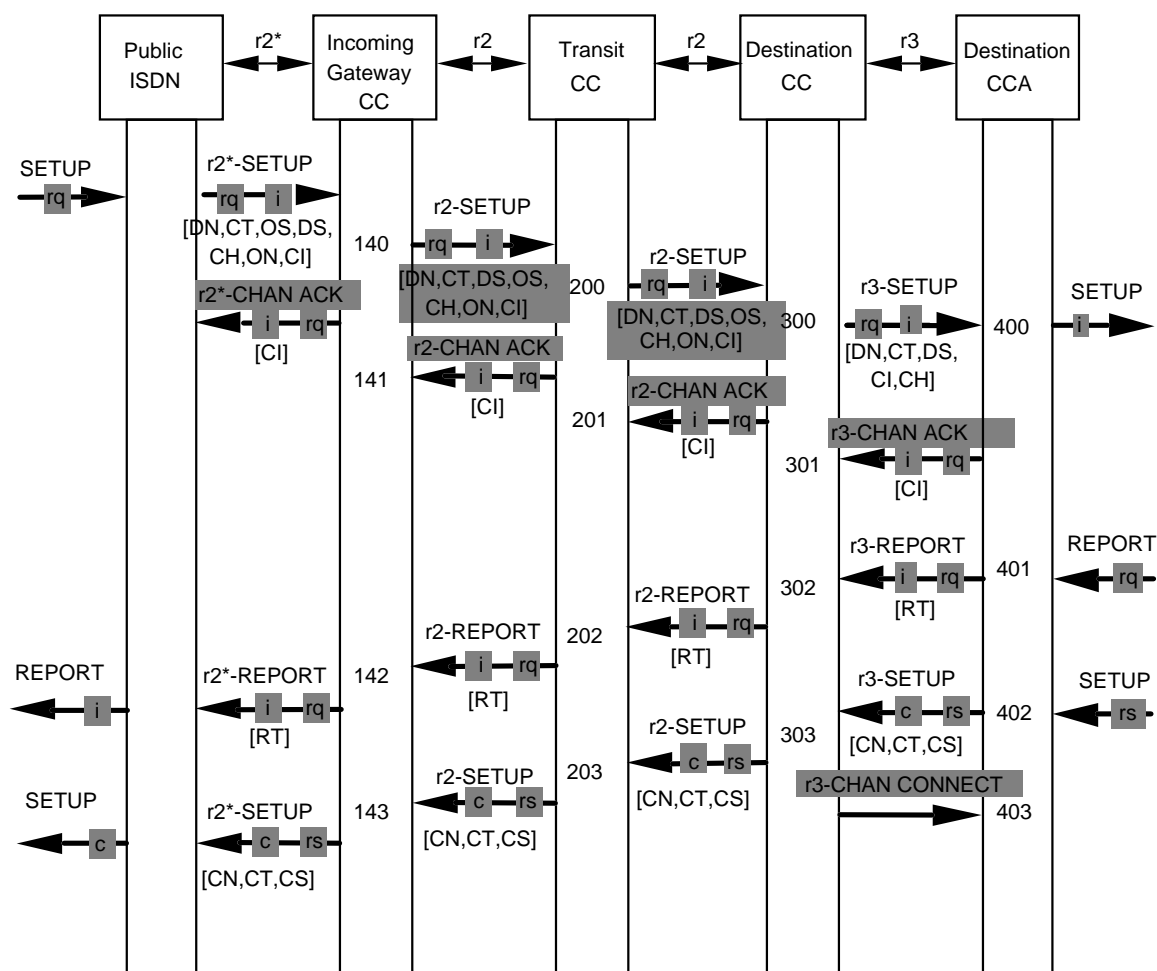 Public
ISDN
r2*
Incoming
Gateway
CC
r2
Transit
CC
r2
Destination
CC
r3
Destination
CCA
SETUP
rq
r2*-SETUP
rq i
[DN,CT,OS,DS,
CH,ON,CI]
140
r2-SETUP
rq i
[DN,CT,DS,OS,
CH,ON,CI]
200
r2-SETUP
rq i
[DN,CT,DS,OS,
CH,ON,CI]
300
r3-SETUP
rq i
[DN,CT,DS,
CI,CH]
400
SETUP
i
r2*-CHAN ACK
i rq
[CI]
141
r2-CHAN ACK
i rq
[CI]
201
r2-CHAN ACK
i rq
[CI]
301
r3-CHAN ACK
i rq
[CI]
REPORT
rq
401
r3-REPORT
i rq
[RT]
302
r2-REPORT
i rq
[RT]
202
r2-REPORT
i rq
[RT]
142
r2*-REPORT
i rq
[RT]
REPORT
i
SETUP
rs
402
r3-SETUP
c rs
[CN,CT,CS]
303
r2-SETUP
c rs
[CN,CT,CS]
203
r2-SETUP
c rs
[CN,CT,CS]
143
r2*-SETUP
c rs
[CN,CT,CS]
SETUP
c
r3-CHAN CONNECT
403